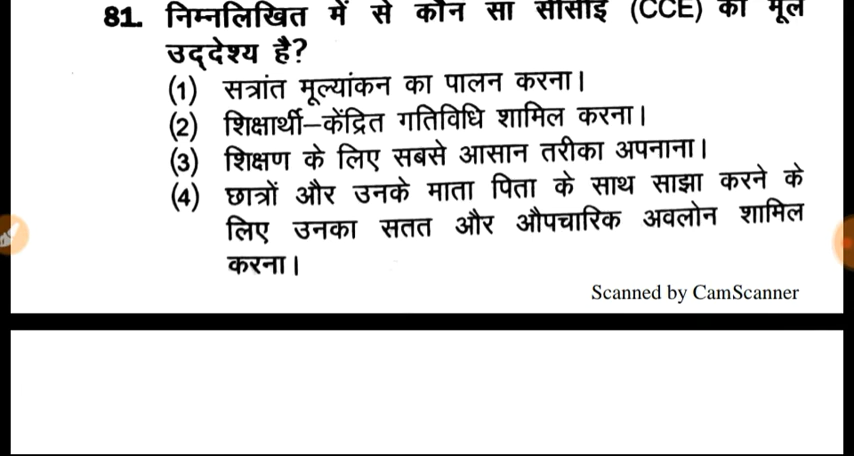 81. निम्नलिखित में से कौन सा सीसीई (CCE) का मूल
उद्देश्य है?
(1) सत्रांत मूल्यांकन का पालन करना।
(2) शिक्षार्थी–केंद्रित गतिविधि शामिल करना।
(3) शिक्षण के लिए सबसे आसान तरीका अपनाना।
(4) छात्रों और उनके माता पिता के साथ साझा करने के
लिए उनका सतत और औपचारिक अवलोन शामिल
करना।
Scanned by CamScanner